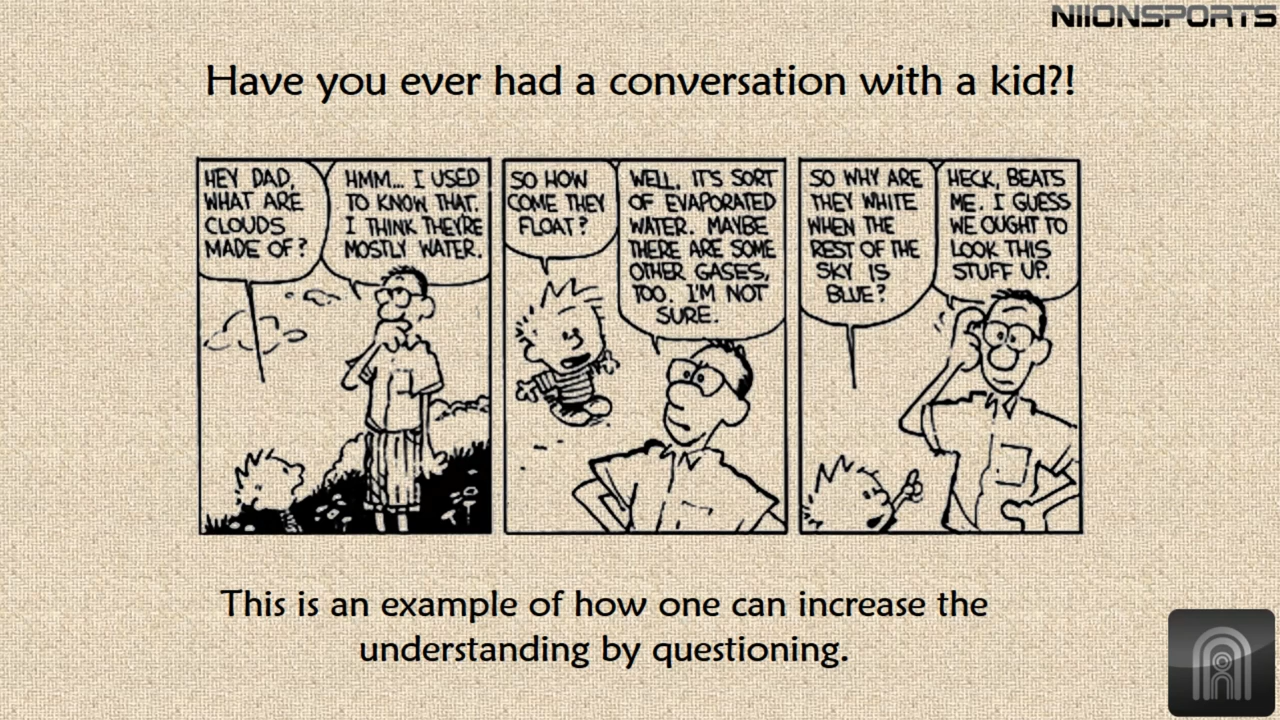 NIIONSPORTS
Have you ever had a conversation with a kid?!
HEY DAD,
WHAT ARE
CLOUDS
MADE OF?
HMM... I USED
TO KNOW THAT.
I THINK THEY'RE
MOSTLY WATER.
SO HOW
COME THEY
FLOAT?
WELL, IT'S SORT
OF EVAPORATED
WATER. MAYBE
THERE ARE SOME
OTHER GASES,
TOO. I'M NOT
SURE.
SO WHY ARE
THEY WHITE
WHEN THE
REST OF THE
SKY IS
BLUE?
HECK, BEATS
ME. I GUESS
WE OUGHT TO
LOOK THIS
STUFF UP.
This is an example of how one can increase the
understanding by questioning.